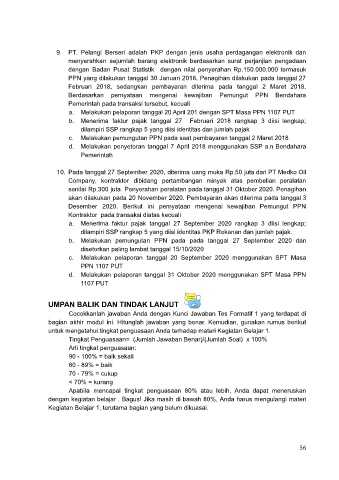 9. PT. Pelangi Berseri adalah PKP dengan jenis usaha perdagangan elektronik dan
menyerahkan sejumlah barang elektronik berdasarkan surat perjanjian pengadaan
dengan Badan Pusat Statistik dengan nilai penyerahan Rp.150.000.000 termasuk
PPN yang dilakukan tanggal 30 Januari 2018. Penagihan dilakukan pada tanggal 27
Februari 2018, sedangkan pembayaran diterima pada tanggal 2 Maret 2018,
Berdasarkan pernyataan mengenai kewajiban Pemungut PPN Bendahara
Pemerintah pada transaksi tersebut, kecuali
a. Melakukan pelaporan tanggal 20 April 201 dengan SPT Masa PPN 1107 PUT
b. Menerima faktur pajak tanggal 27 Februari 2018 rangkap 3 diisi lengkap;
dilampiri SSP rangkap 5 yang diisi identitas dan jumlah pajak
c. Melakukan pemungutan PPN pada saat pembayaran tanggal 2 Maret 2018
d. Melakukan penyetoran tanggal 7 April 2018 menggunakan SSP a.n Bendahara
Pemerintah
10. Pada tanggal 27 September 2020, diterima uang muka Rp.50 juta dari PT Medko Oil
Company, kontraktor dibidang pertambangan minyak atas pembelian peralatan
senilai Rp.300 juta. Penyerahan peralatan pada tanggal 31 Oktober 2020. Penagihan
akan dilakukan pada 20 November 2020. Pembayaran akan diterima pada tanggal 3
Desember 2020. Berikut ini pernyataan mengenai kewajiban Pemungut PPN
Kontraktor pada transaksi diatas kecuali
a. Menerima faktur pajak tanggal 27 September 2020 rangkap 3 diisi lengkap;
dilampiri SSP rangkap 5 yang diisi identitas PKP Rekanan dan jumlah pajak
b. Melakukan pemungutan PPN pada pada tanggal 27 September 2020 dan
disetorkan paling lambat tanggal 15/10/2020
c. Melakukan pelaporan tanggal 20 September 2020 menggunakan SPT Masa
PPN 1107 PUT
d. Melakukan pelaporan tanggal 31 Oktober 2020 menggunakan SPT Masa PPN
1107 PUT
UMPAN BALIK DAN TINDAK LANJUT
Cocokkanlah jawaban Anda dengan Kunci Jawaban Tes Formatif 1 yang terdapat di
bagian akhir modul ini. Hitunglah jawaban yang benar. Kemudian, gunakan rumus berikut
untuk mengetahui tingkat penguasaan Anda terhadap materi Kegiatan Belajar 1.
Tingkat Penguasaan= (Jumlah Jawaban Benar)/(Jumlah Soal) x 100%
Arti tingkat penguasaan:
90 - 100% = baik sekali
80 - 89% = baik
70 - 79% = cukup
< 70% = kurang
Apabila mencapai tingkat penguasaan 80% atau lebih, Anda dapat meneruskan
dengan kegiatan belajar . Bagus! Jika masih di bawah 80%, Anda harus mengulangi materi
Kegiatan Belajar 1, terutama bagian yang belum dikuasai.
56